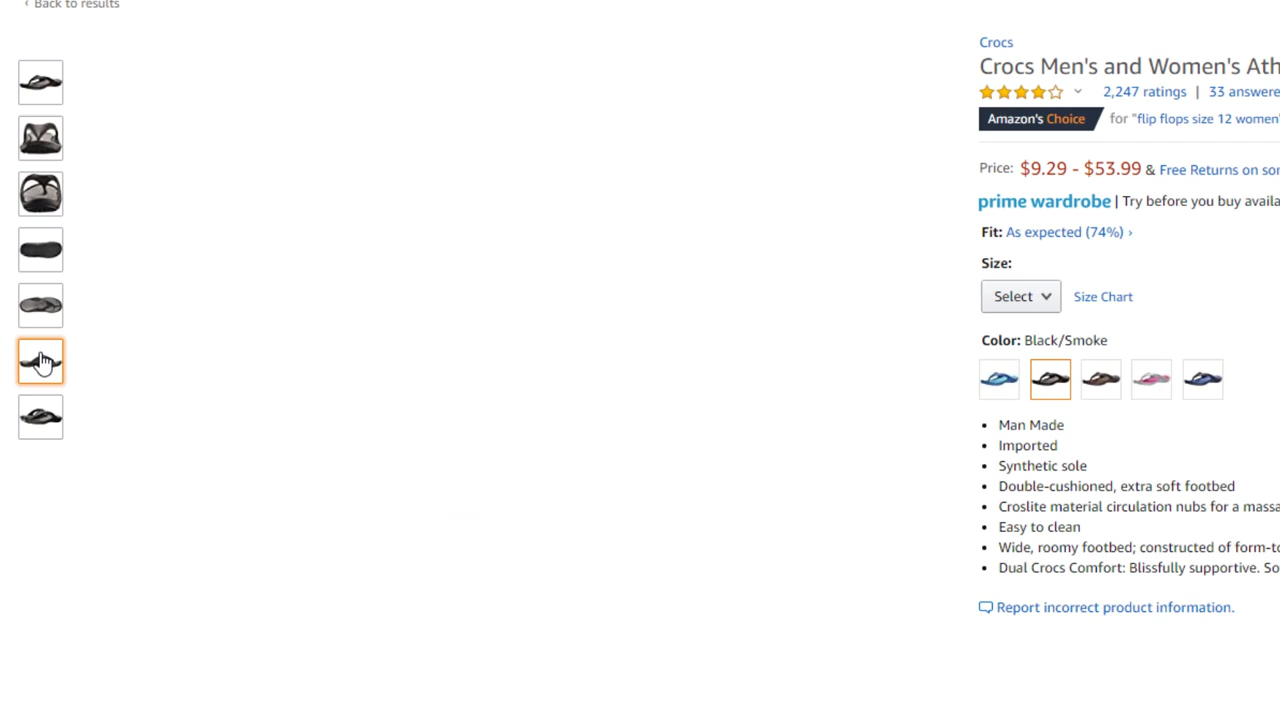 ‹ Back to results
Crocs
Crocs Men's and Women's Ath
2,247 ratings | 33 answere
Amazon's Choice for "flip flops size 12 women"
Price: $9.29 - $53.99 & Free Returns on so
prime wardrobe | Try before you buy availa
Fit: As expected (74%) ›
Size:
Select Size Chart
Color: Black/Smoke
• Man Made
• Imported
• Synthetic sole
• Double-cushioned, extra soft footbed
• Croslite material circulation nubs for a massa
• Easy to clean
• Wide, roomy footbed; constructed of form-to
• Dual Crocs Comfort: Blissfully supportive. So
Report incorrect product information.